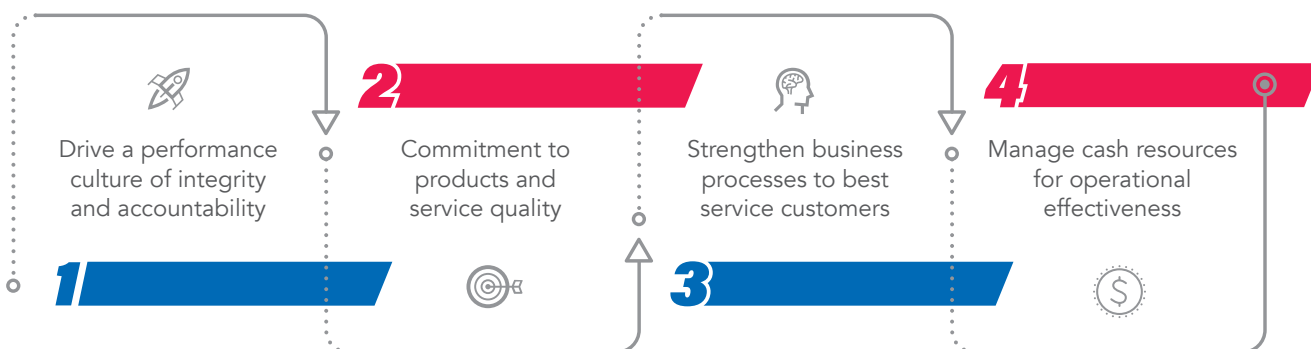 Drive a performance
culture of integrity
and accountability
1
2
Commitment to
products and
service quality
Strengthen business
processes to best
service customers
3
4
Manage cash resources
for operational
effectiveness
$